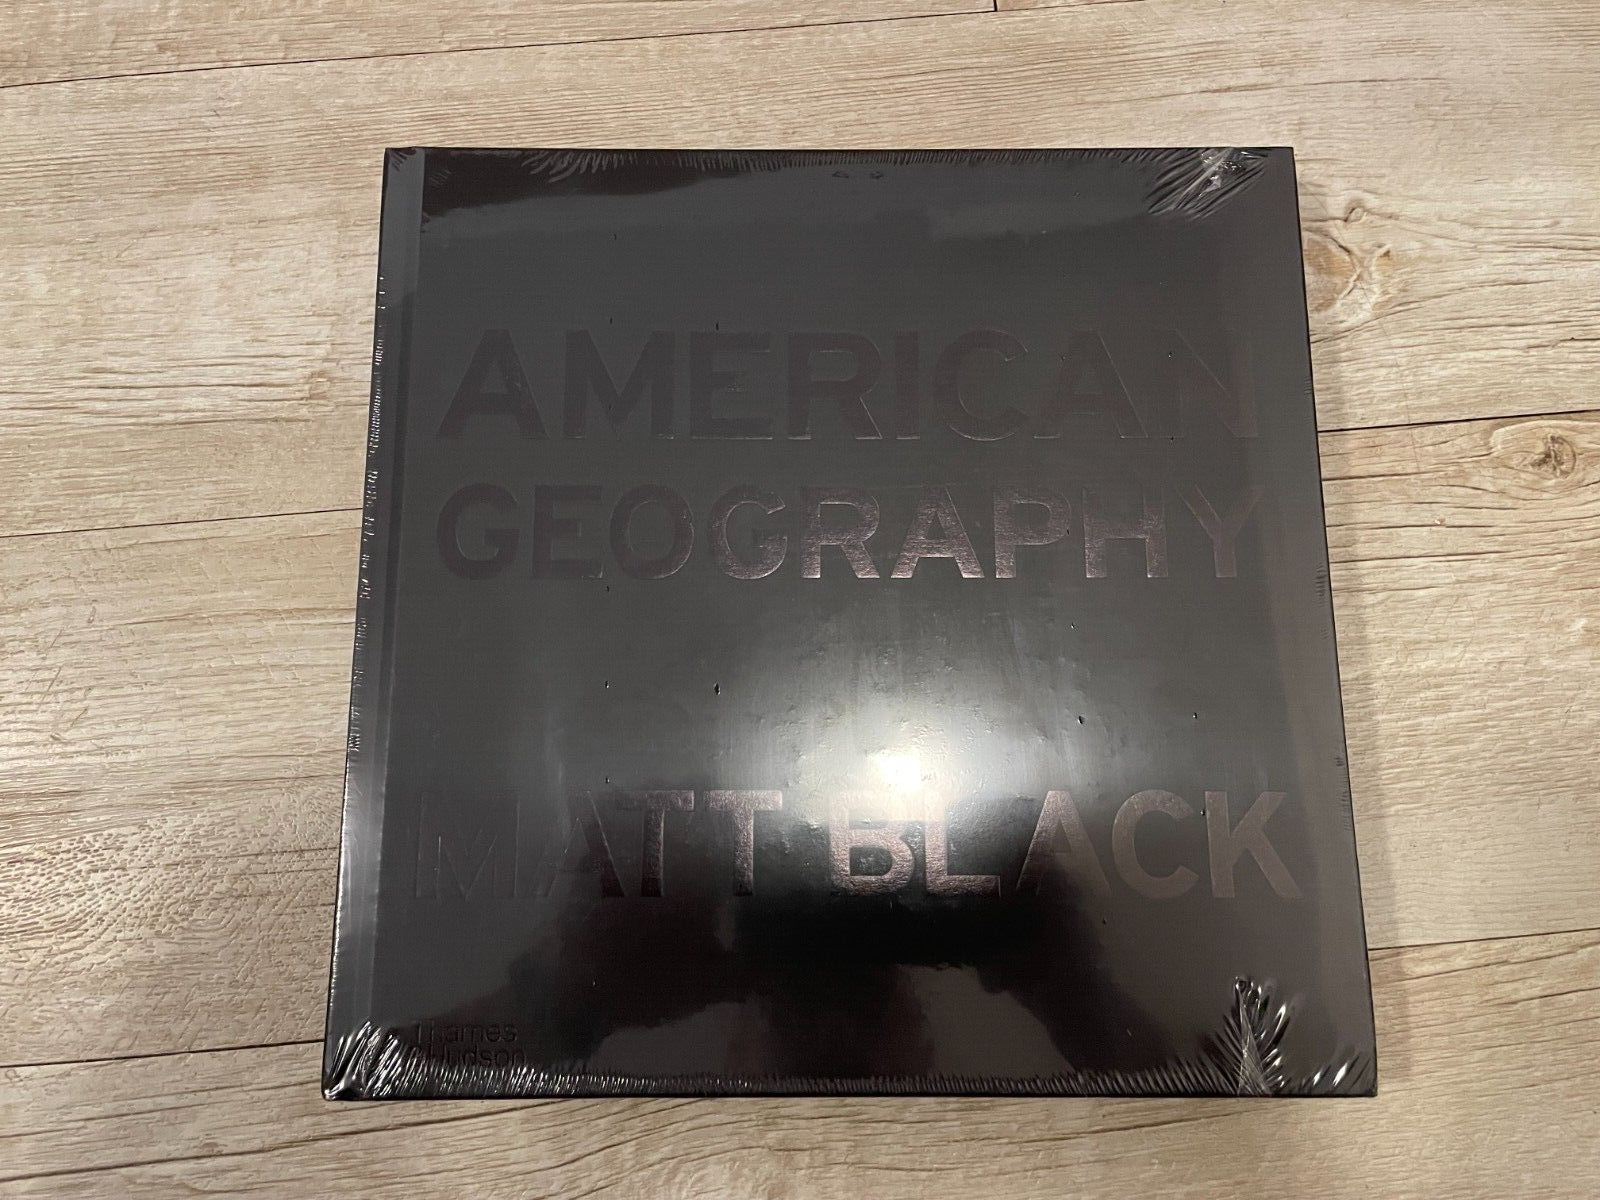 AMERICAN
GEOGRAPHY
MATT BLACK
Thames
&Hudson